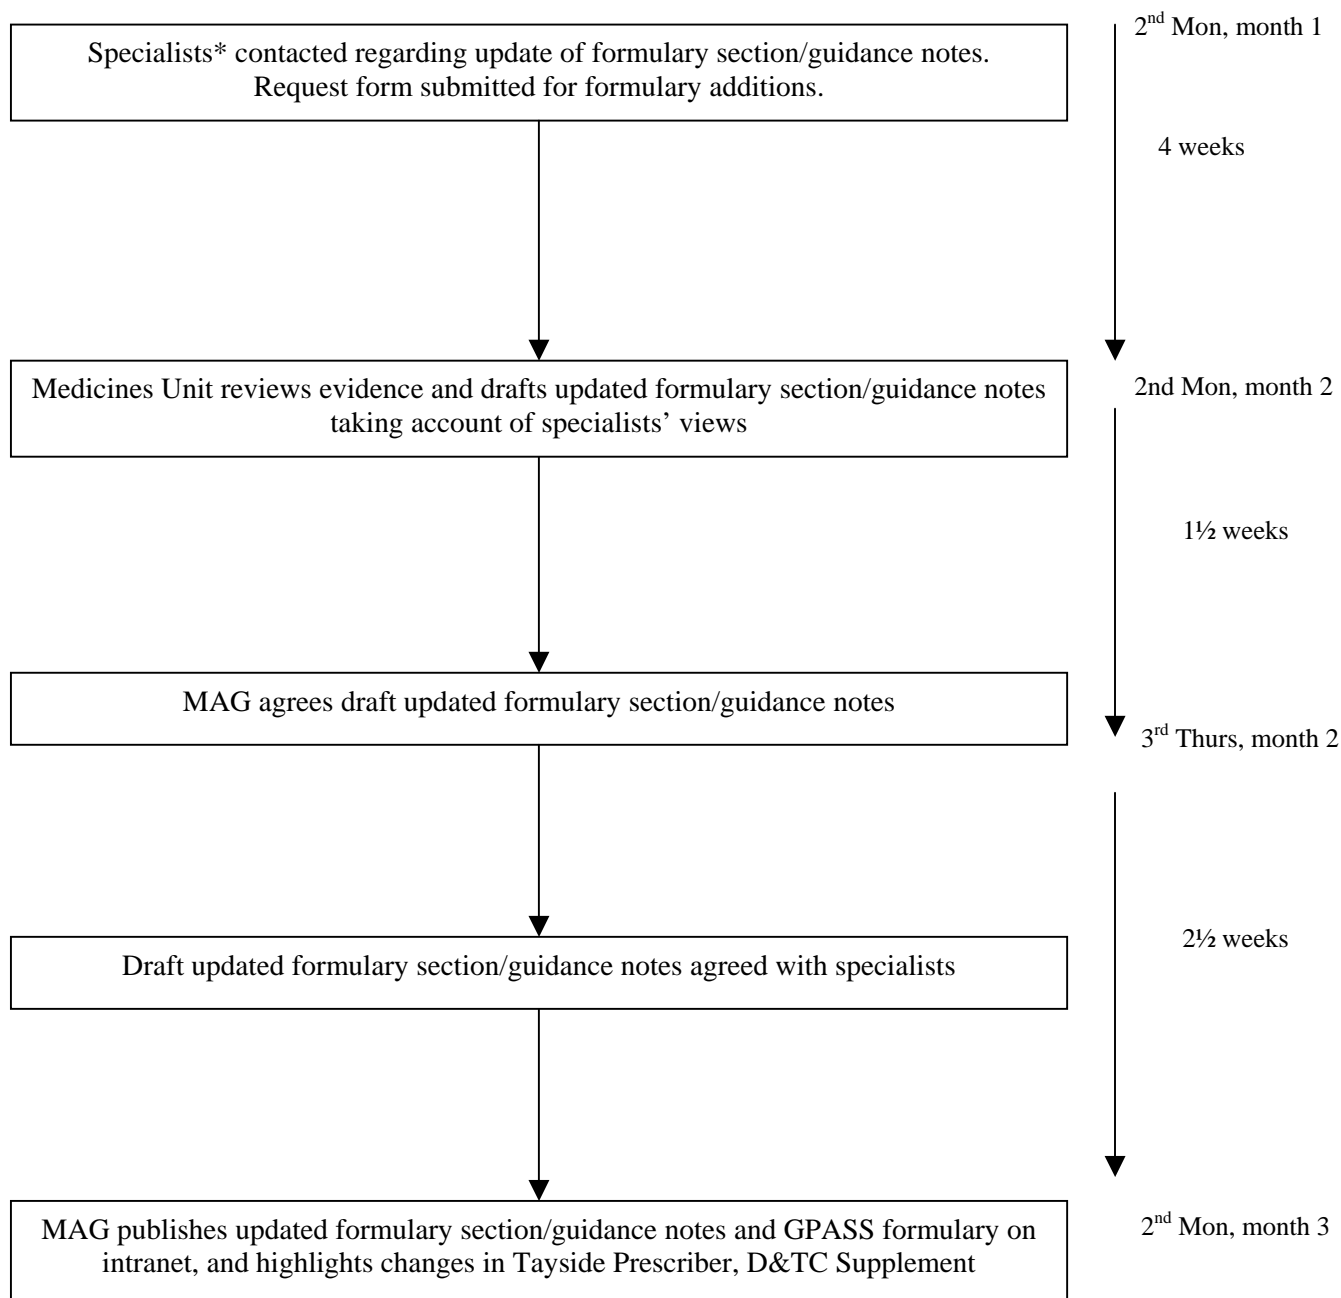 2nd Mon, month 1
Specialists* contacted regarding update of formulary section/guidance notes.
Request form submitted for formulary additions.
4 weeks
Medicines Unit reviews evidence and drafts updated formulary section/guidance notes
taking account of specialists’ views
2nd Mon, month 2
1½ weeks
MAG agrees draft updated formulary section/guidance notes
3rd Thurs, month 2
2½ weeks
Draft updated formulary section/guidance notes agreed with specialists
MAG publishes updated formulary section/guidance notes and GPASS formulary on
intranet, and highlights changes in Tayside Prescriber, D&TC Supplement
2nd Mon, month 3